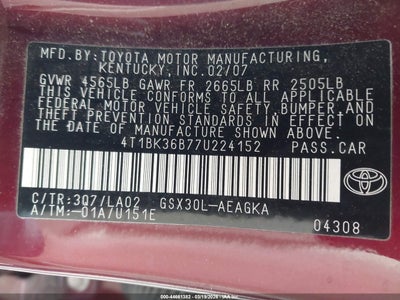 MFD.BY: TOYOTA MOTOR MANUFACTURING,
KENTUCKY, INC. 02/07
GVWR 4565LB GAWR FR 2665LB RR 2505LB
THIS VEHICLE CONFORMS TO ALL APPLICABLE
FEDERAL MOTOR VEHICLE SAFETY, BUMPER, AND
THEFT PREVENTION STANDARDS IN EFFECT ON
THE DATE OF MANUFACTURE SHOWN ABOVE.
4T1BK36B77U224152 PASS.CAR
C/TR:3Q7/LA02 GSX30L-AEAGKA
A/TM:-01A/U151E
04308
TOYOTA